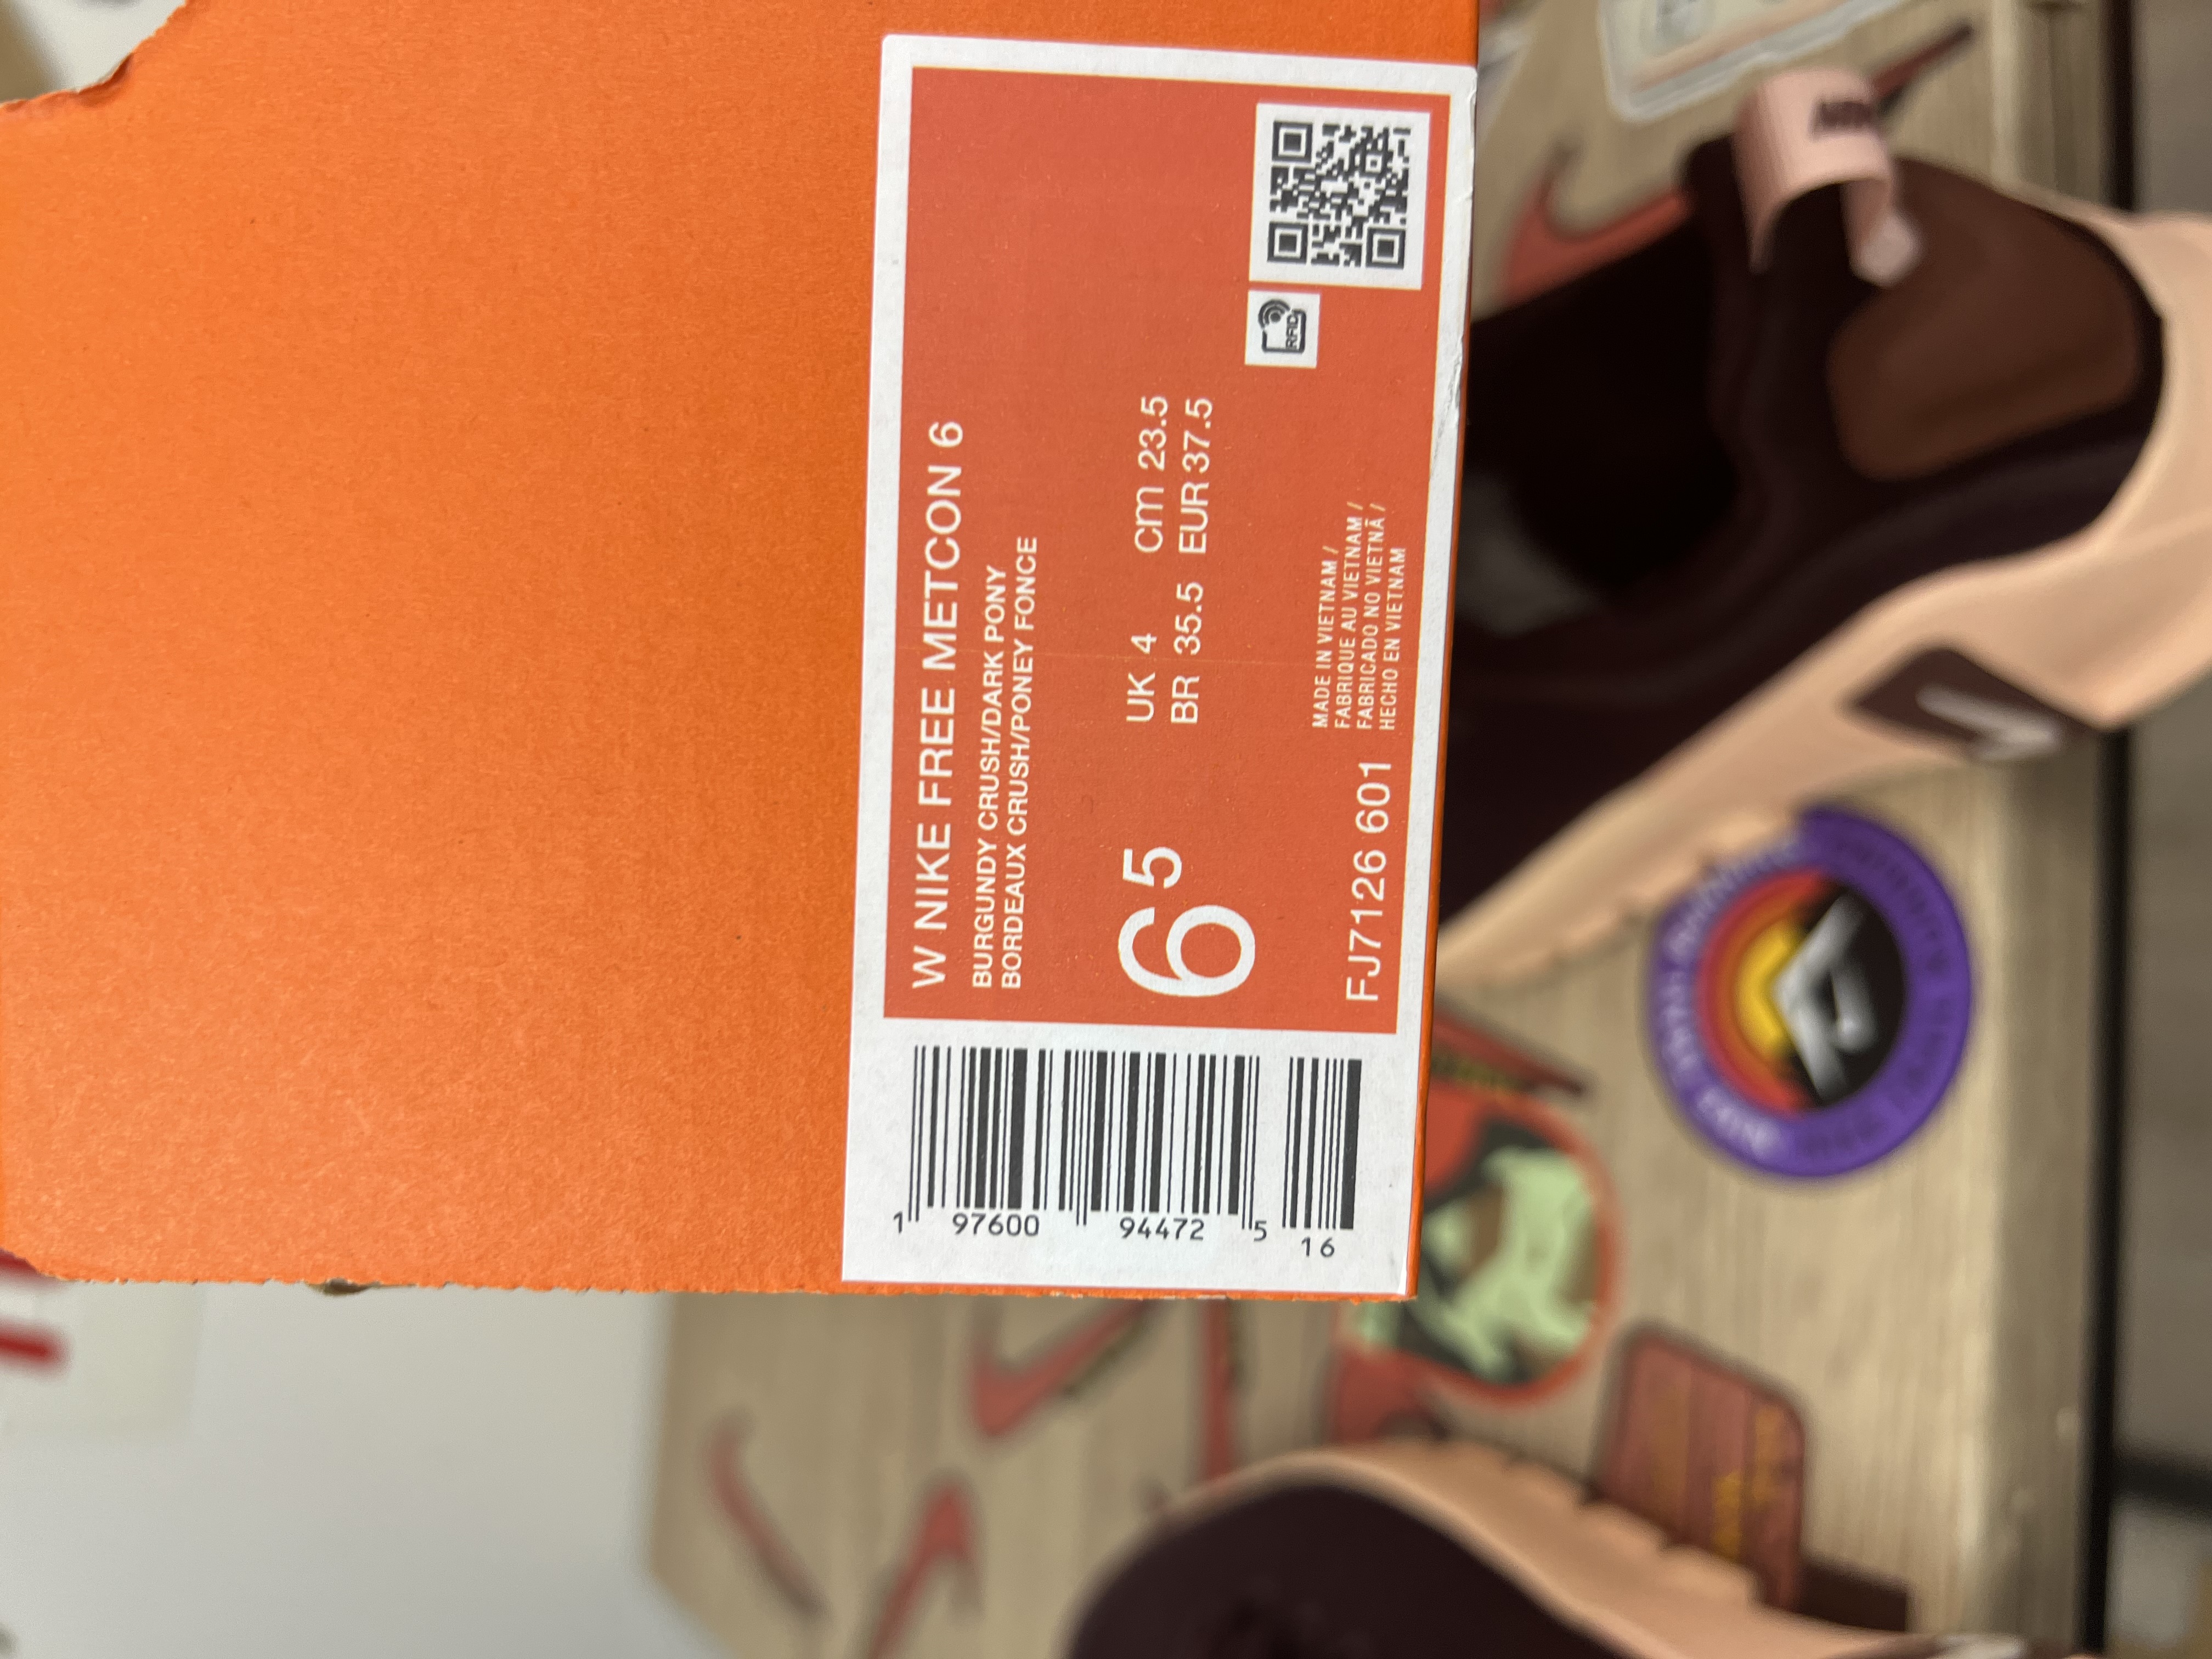 W NIKE FREE METCON 6
BURGUNDY CRUSH/DARK PONY
BORDEAUX CRUSH/PONEY FONCE
6 5
UK 4 cm 23.5
BR 35.5 EUR 37.5
MADE IN VIETNAM /
FABRIQUE AU VIETNAM /
FABRICADO NO VIETNÃ /
HECHO EN VIETNAM
FJ7126 601
RFID
1 97600 94472 5 16